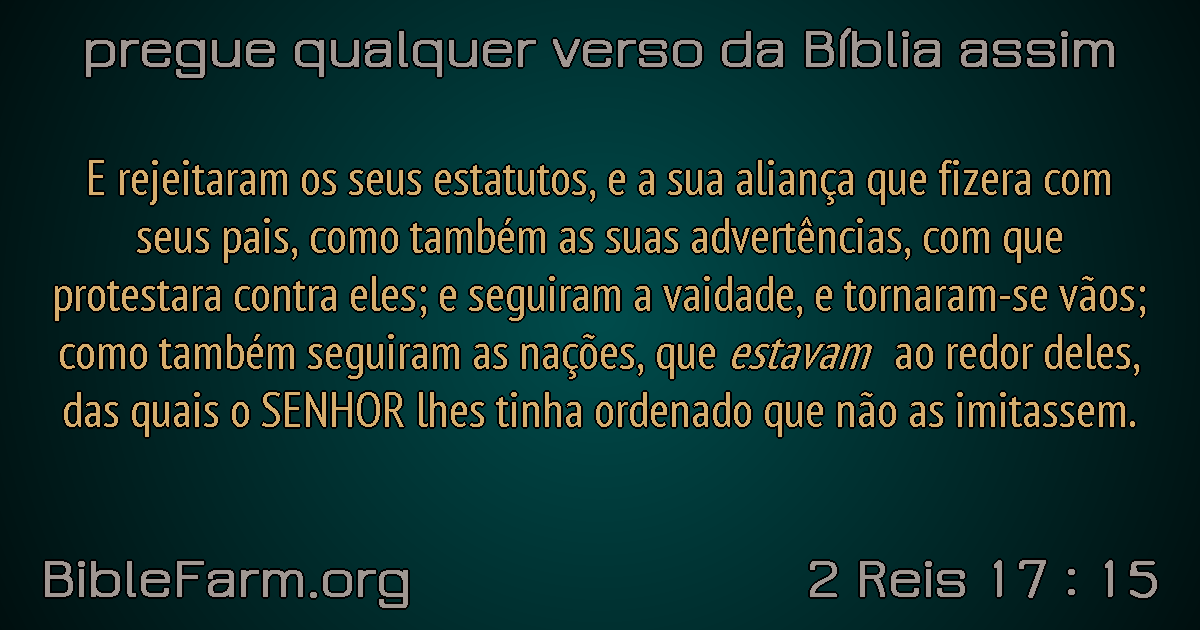 pregue qualquer verso da Bíblia assim
E rejeitaram os seus estatutos, e a sua aliança que fizera com
seus pais, como também as suas advertências, com que
protestara contra eles; e seguiram a vaidade, e tornaram-se vãos;
como também seguiram as nações, que estavam ao redor deles,
das quais o SENHOR lhes tinha ordenado que não as imitassem.
BibleFarm.org
2 Reis 17 : 15